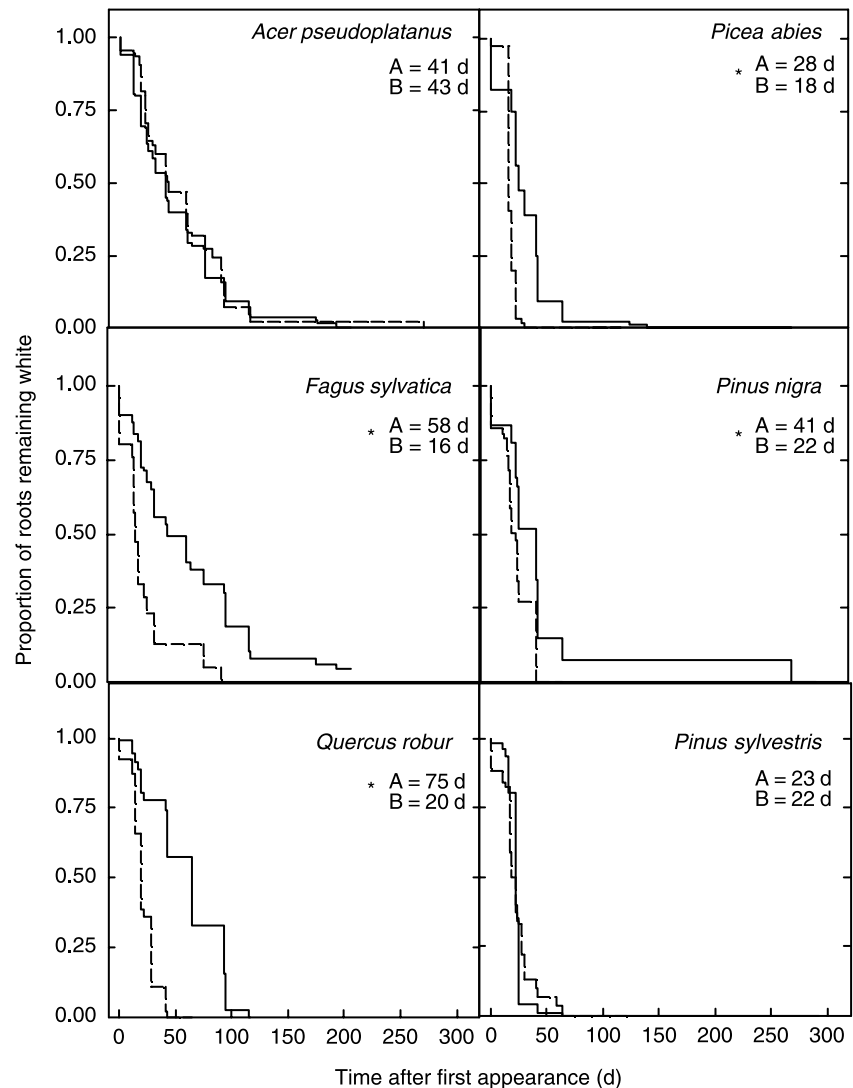 Proportion of roots remaining white
1.00
0.75
0.50
0.25
0.00
Acer pseudoplatanus
A = 41 d
B = 43 d
Picea abies
* A = 28 d
B = 18 d
1.00
0.75
0.50
0.25
0.00
Fagus sylvatica
* A = 58 d
B = 16 d
Pinus nigra
* A = 41 d
B = 22 d
1.00
0.75
0.50
0.25
0.00
Quercus robur
* A = 75 d
B = 20 d
Pinus sylvestris
A = 23 d
B = 22 d
0 50 100 150 200 250 300
0 50 100 150 200 250 300
Time after first appearance (d)